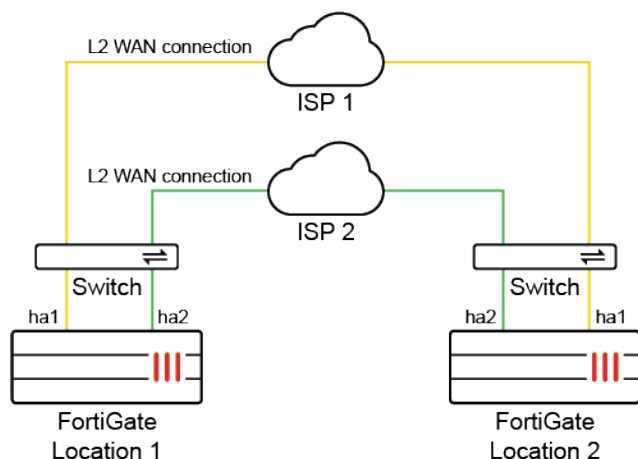 L2 WAN connection
ISP 1
L2 WAN connection
ISP 2
Switch
Switch
ha1
ha2
ha2
ha1
FortiGate
Location 1
FortiGate
Location 2